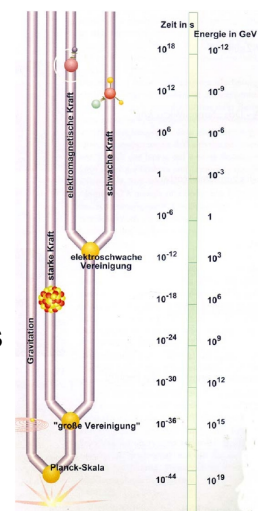 Zeit in s
Energie in GeV
10^18 10^-12
10^12 10^-9
10^6 10^-6
1 10^-3
10^-6 1
10^-12 10^3
10^-18 10^6
10^-24 10^9
10^-30 10^12
10^-36 10^15
10^-44 10^19
elektromagnetische Kraft
schwache Kraft
starke Kraft
Gravitation
elektroschwache
Vereinigung
"große Vereinigung"
Planck-Skala
s